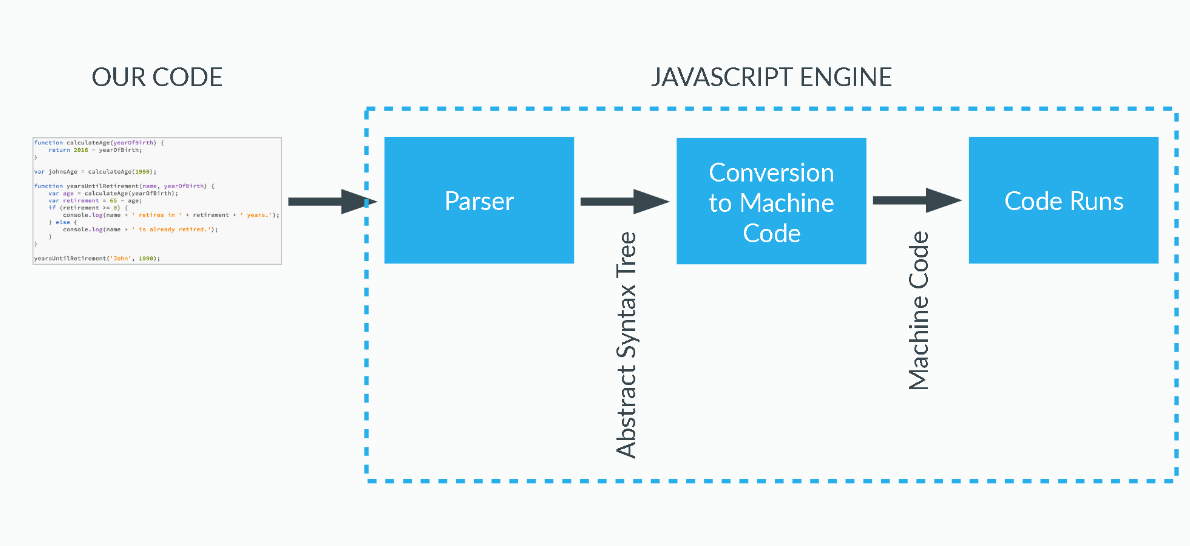 OUR CODE
JAVASCRIPT ENGINE
function calculateAge(yearOfBirth) {
return 2016 - yearOfBirth;
}
var johnsAge = calculateAge(1990);
function yearsUntilRetirement(name, yearOfBirth) {
var age = calculateAge(yearOfBirth);
var retirement = 65 - age;
if (retirement >= 0) {
console.log(name + ' retires in ' + retirement + ' years.');
} else {
console.log(name + ' is already retired.');
}
}
yearsUntilRetirement('John', 1990);
Parser
Abstract Syntax Tree
Conversion
to Machine
Code
Machine Code
Code Runs